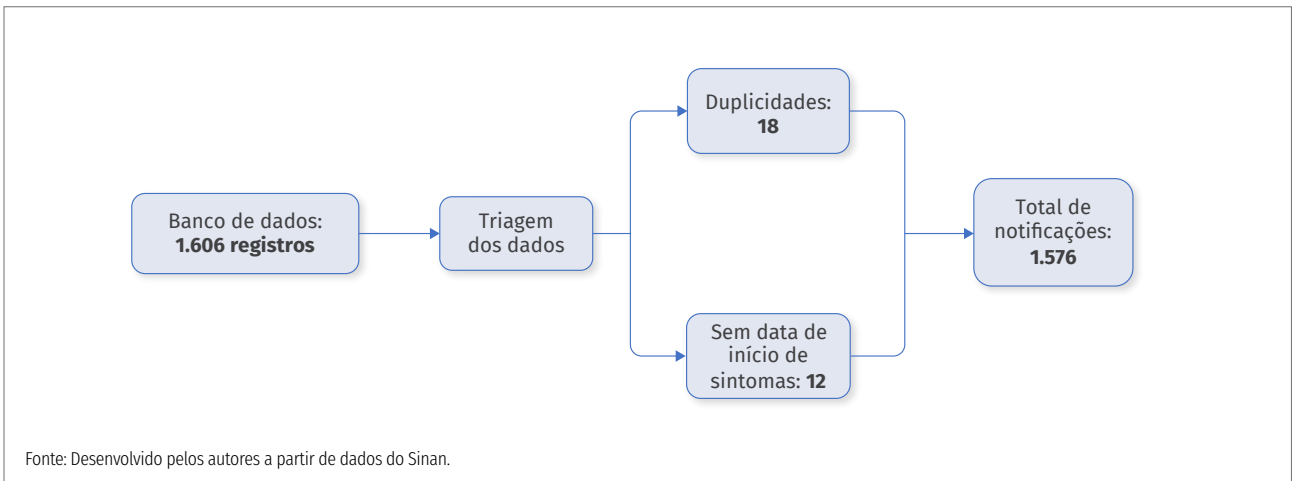 Banco de dados:
1.606 registros
Triagem
dos dados
Duplicidades:
18
Sem data de
início de
sintomas: 12
Total de
notificações:
1.576
Fonte: Desenvolvido pelos autores a partir de dados do Sinan.